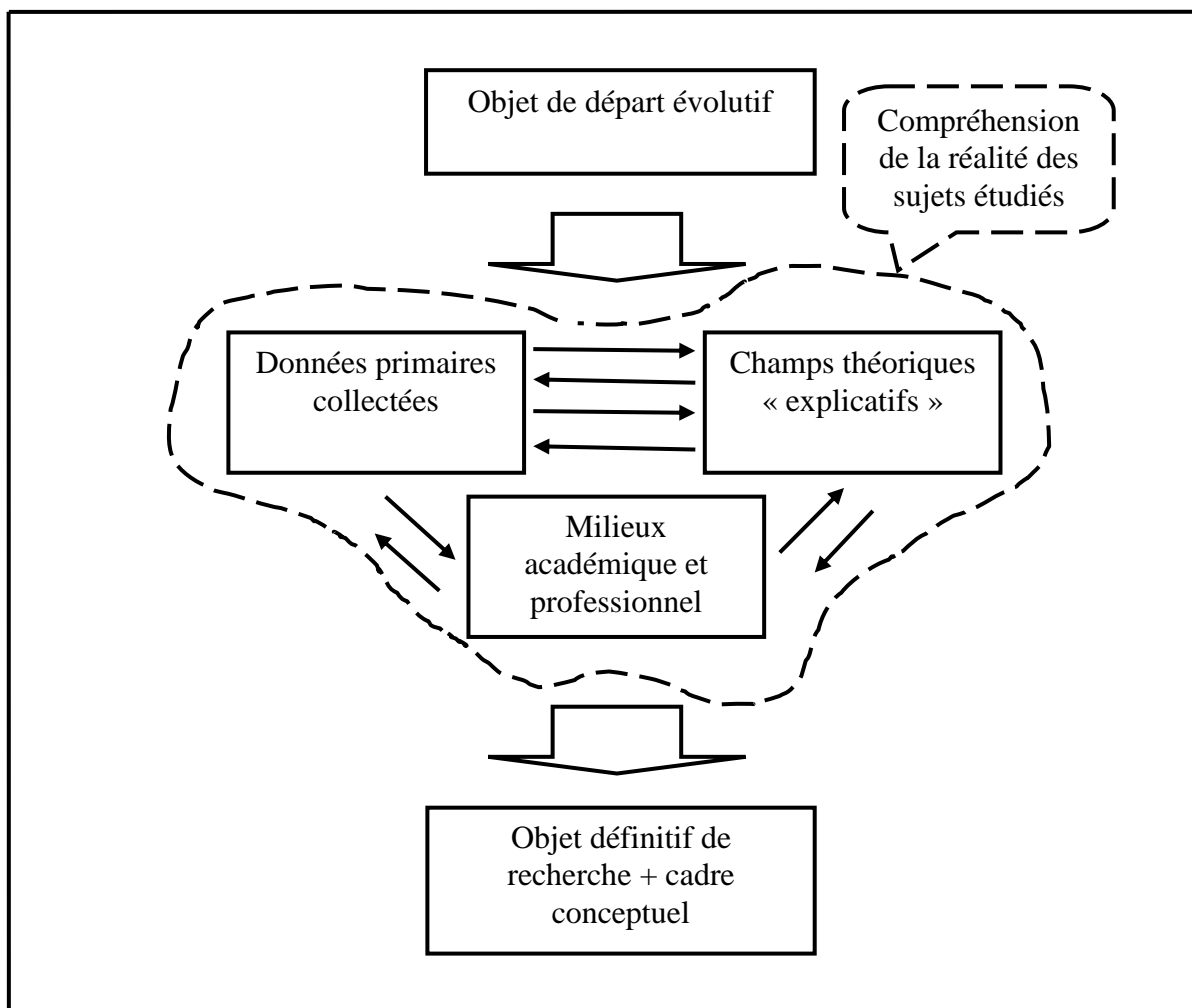 Objet de départ évolutif
Compréhension
de la réalité des
sujets étudiés
Données primaires
collectées
Champs théoriques
« explicatifs »
Milieux
académique et
professionnel
Objet définitif de
recherche + cadre
conceptuel